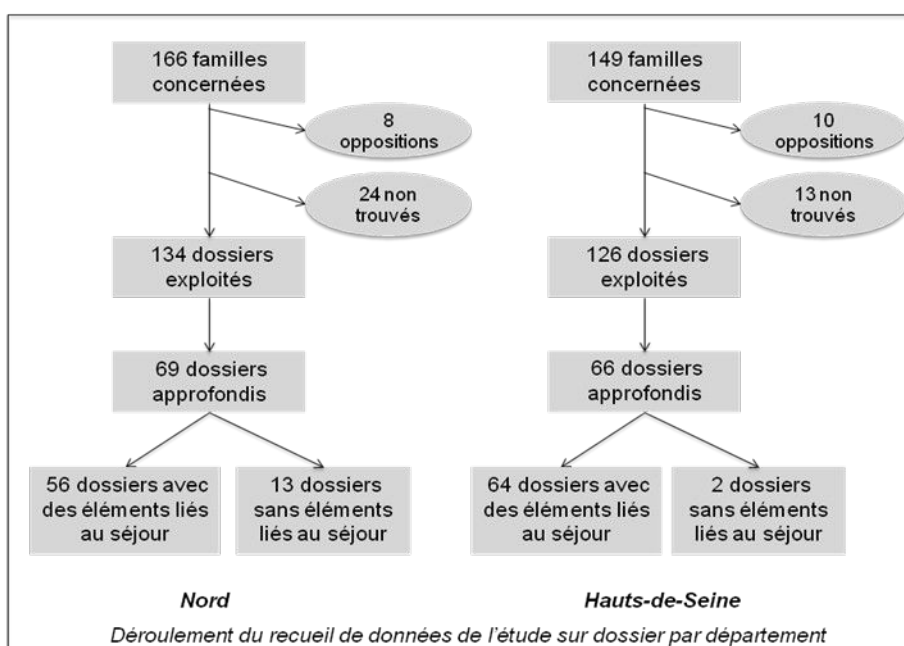 166 familles
concernées
8
oppositions
24 non
trouvés
134 dossiers
exploités
69 dossiers
approfondis
56 dossiers avec
des éléments liés
au séjour
13 dossiers
sans éléments
liés au séjour
Nord
149 familles
concernées
10
oppositions
13 non
trouvés
126 dossiers
exploités
66 dossiers
approfondis
64 dossiers avec
des éléments liés
au séjour
2 dossiers
sans éléments
liés au séjour
Hauts-de-Seine
Déroulement du recueil de données de l'étude sur dossier par département